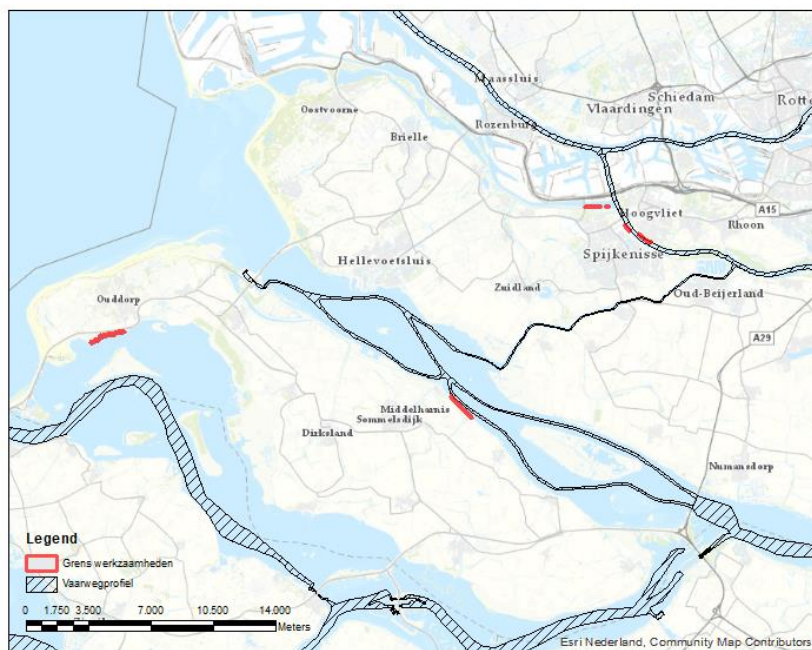 Maassluis
Schiedam
Rott
Vlaardingen
Oostvoorne
Rozenburg
Brielle
A15
Hoogvliet
Rhoon
Spijkenisse
Hellevoetsluis
Zuidland
Oud-Beijerland
Ouddorp
A29
Middelharnis
Sommelsdijk
Dirksland
Numansdorp
Legend
Grens werkzaamheden
Vaarwegprofiel
0 1.750 3.500 7.000 10.500 14.000
Meters
Esri Nederland, Community Map Contributors